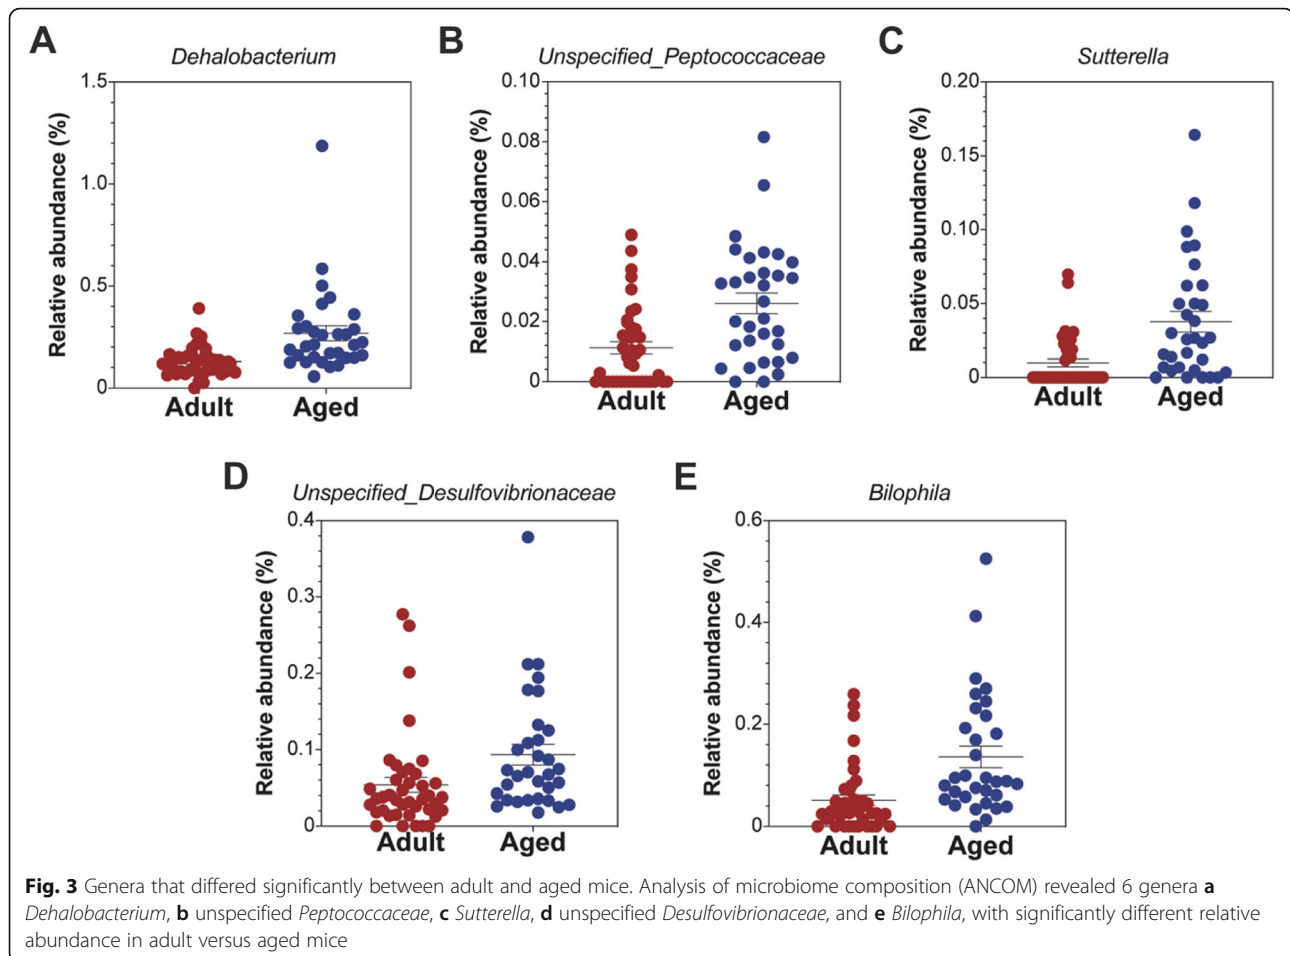 A
Dehalobacterium
Relative abundance (%)
1.5
1.0
0.5
0
Adult Aged
B
Unspecified_Peptococcaceae
Relative abundance (%)
0.10
0.08
0.06
0.04
0.02
0
Adult Aged
C
Sutterella
Relative abundance (%)
0.20
0.15
0.10
0.05
0
Adult Aged
D
Unspecified_Desulfovibrionaceae
Relative abundance (%)
0.4
0.3
0.2
0.1
0
Adult Aged
E
Bilophila
Relative abundance (%)
0.6
0.4
0.2
0
Adult Aged
Fig. 3 Genera that differed significantly between adult and aged mice. Analysis of microbiome composition (ANCOM) revealed 6 genera a
Dehalobacterium, b unspecified Peptococcaceae, c Sutterella, d unspecified Desulfovibrionaceae, and e Bilophila, with significantly different relative
abundance in adult versus aged mice